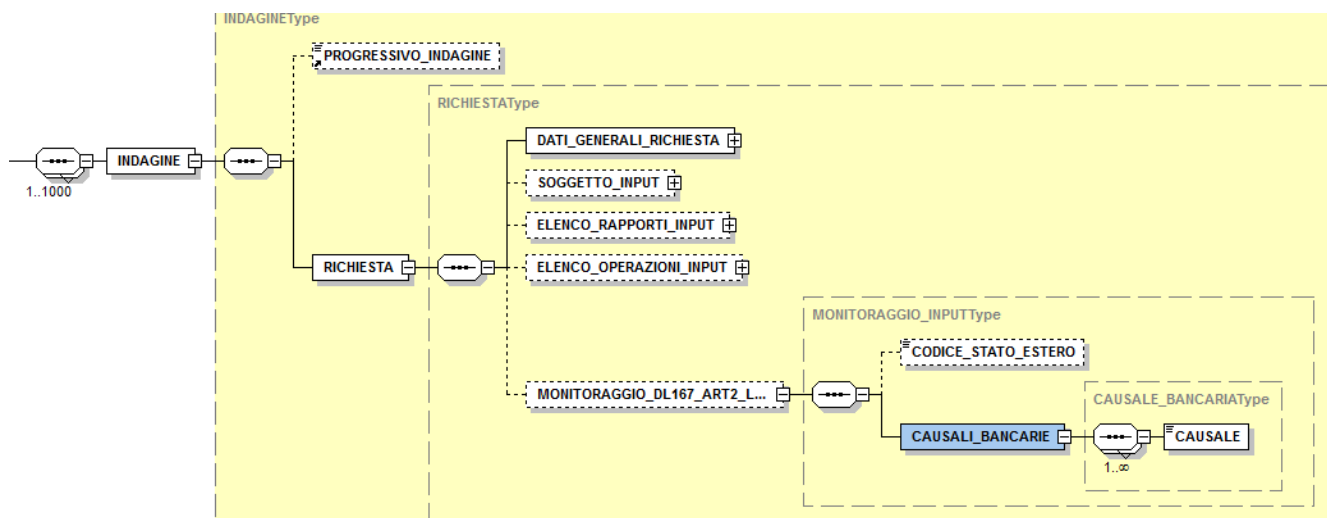 INDAGINEType
PROGRESSIVO_INDAGINE
RICHIESTAType
DATI_GENERALI_RICHIESTA
INDAGINE
1..1000
SOGGETTO_INPUT
ELENCO_RAPPORTI_INPUT
RICHIESTA
ELENCO_OPERAZIONI_INPUT
MONITORAGGIO_INPUTType
CODICE_STATO_ESTERO
MONITORAGGIO_DL167_ART2_L...
CAUSALE_BANCARIAType
CAUSALI_BANCARIE
CAUSALE
1..∞